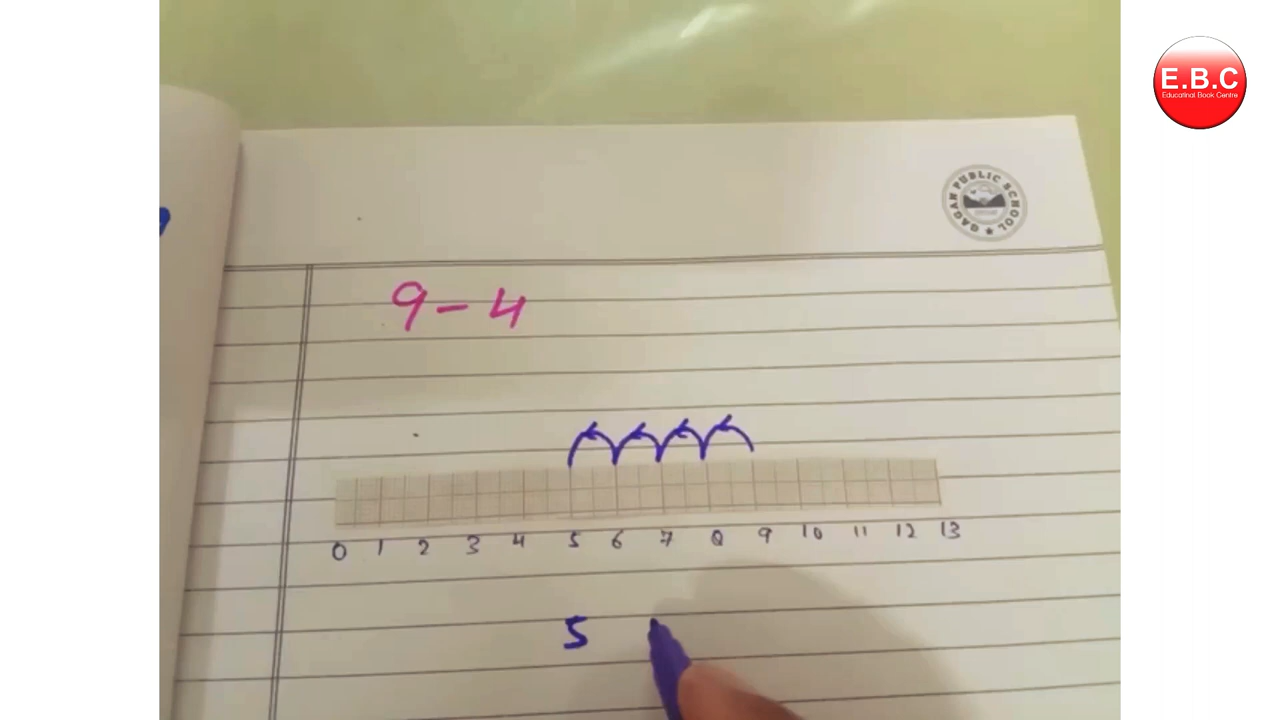 E.B.C
Educatinal Book Centre
GAGAN PUBLIC SCHOOL
9 - 4
0 1 2 3 4 5 6 7 8 9 10 11 12 13
5